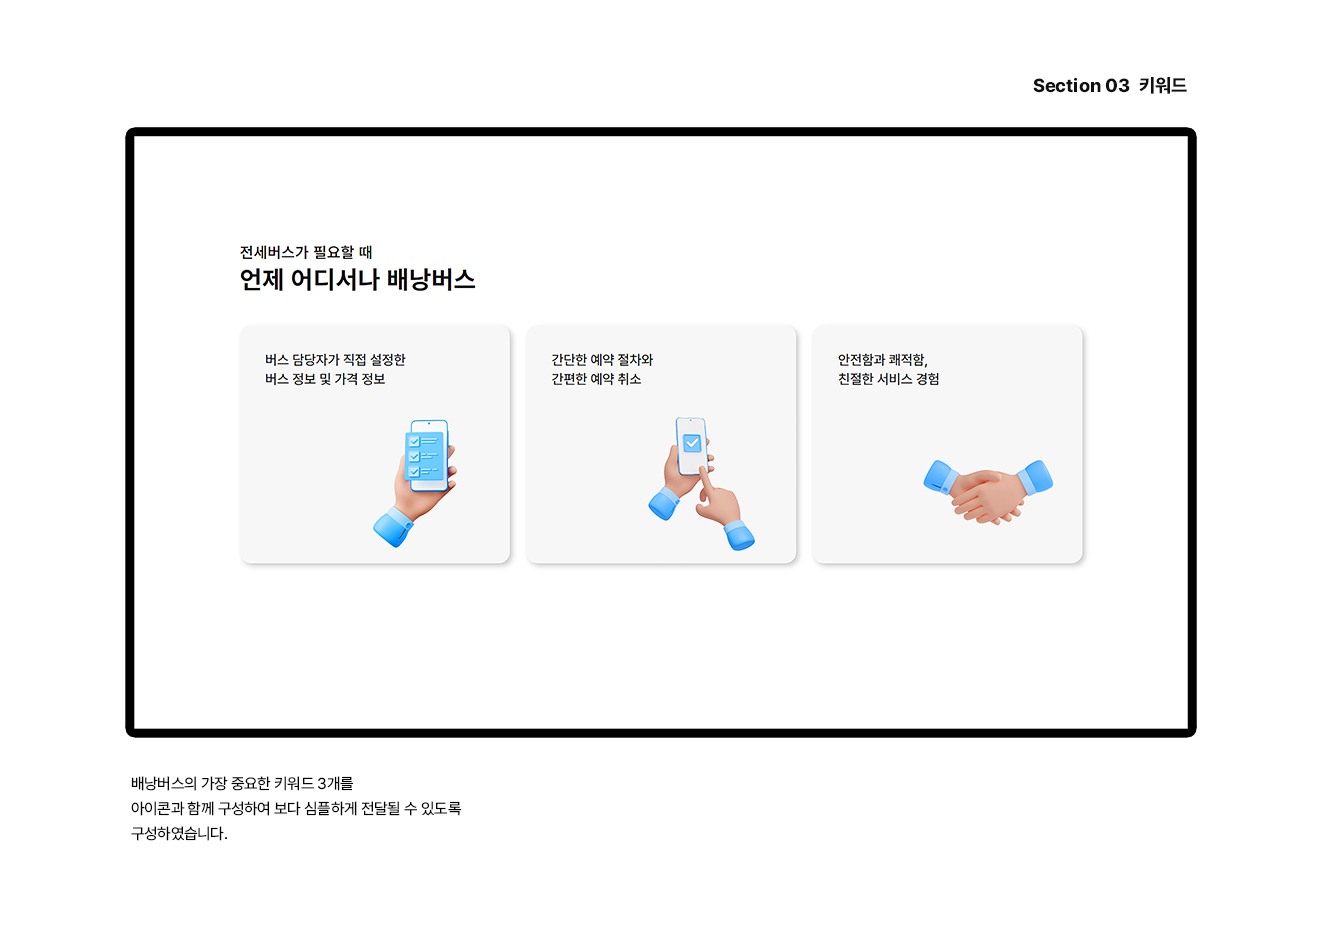 Section 03 키워드
전세버스가 필요할 때
언제 어디서나 배낭버스
버스 담당자가 직접 설정한
버스 정보 및 가격 정보
간단한 예약 절차와
간편한 예약 취소
안전함과 쾌적함,
친절한 서비스 경험
배낭버스의 가장 중요한 키워드 3개를
아이콘과 함께 구성하여 보다 심플하게 전달될 수 있도록
구성하였습니다.